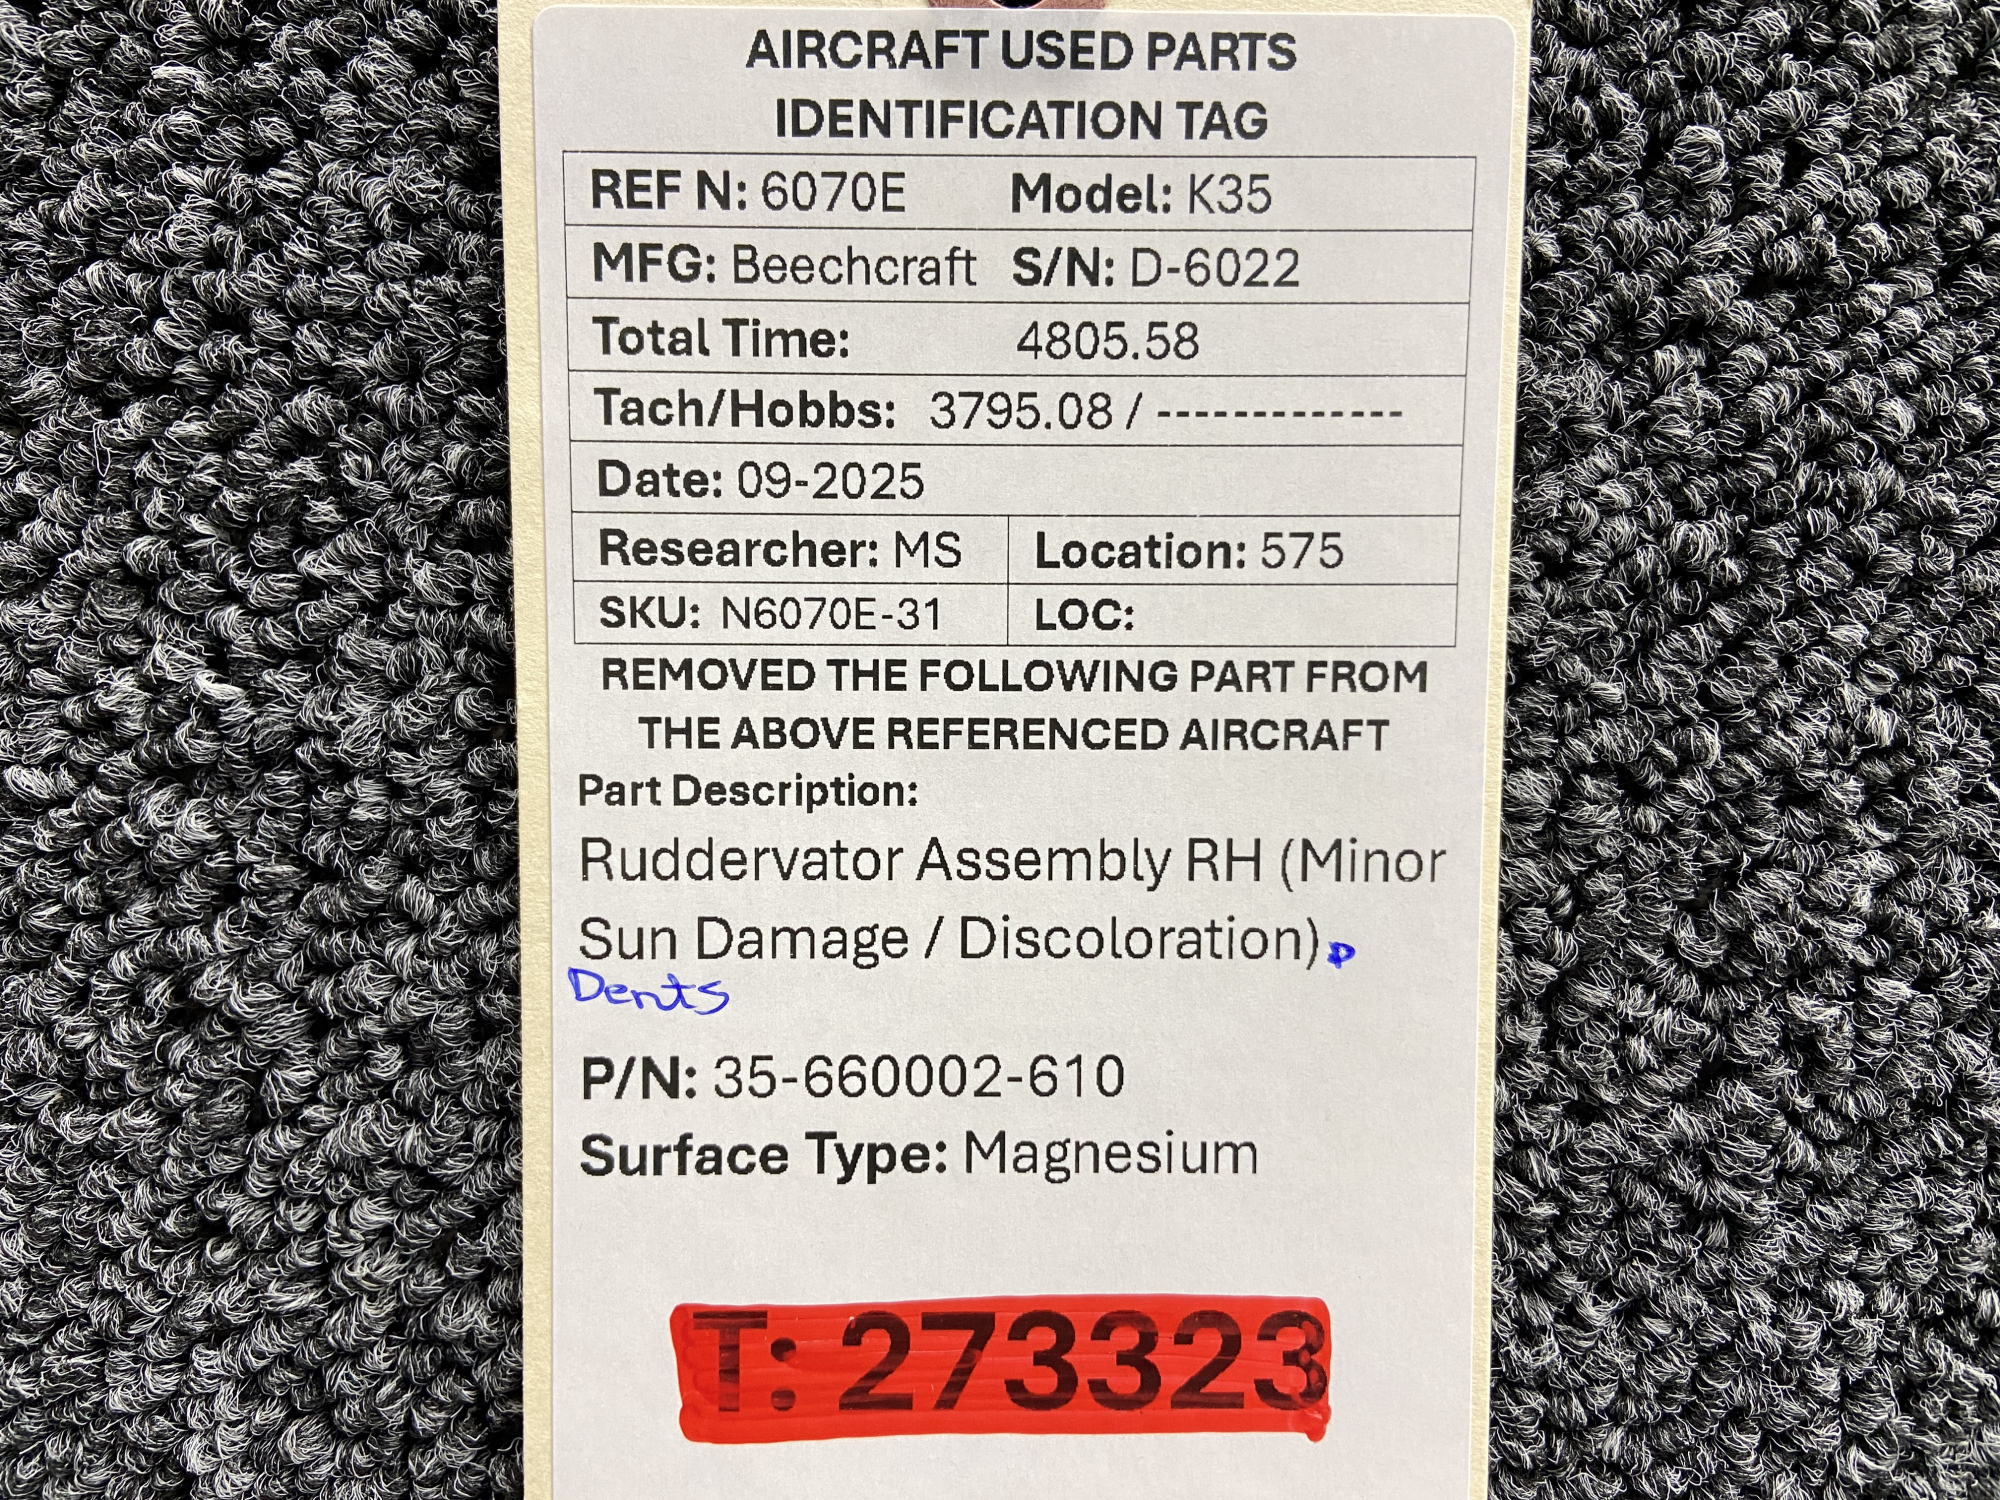 AIRCRAFT USED PARTS
IDENTIFICATION TAG
REF N: 6070E Model: K35
MFG: Beechcraft S/N: D-6022
Total Time: 4805.58
Tach/Hobbs: 3795.08 / -------------
Date: 09-2025
Researcher: MS Location: 575
SKU: N6070E-31 LOC:
REMOVED THE FOLLOWING PART FROM
THE ABOVE REFERENCED AIRCRAFT
Part Description:
Ruddervator Assembly RH (Minor
Sun Damage / Discoloration),
Dents
P/N: 35-660002-610
Surface Type: Magnesium
T: 273323